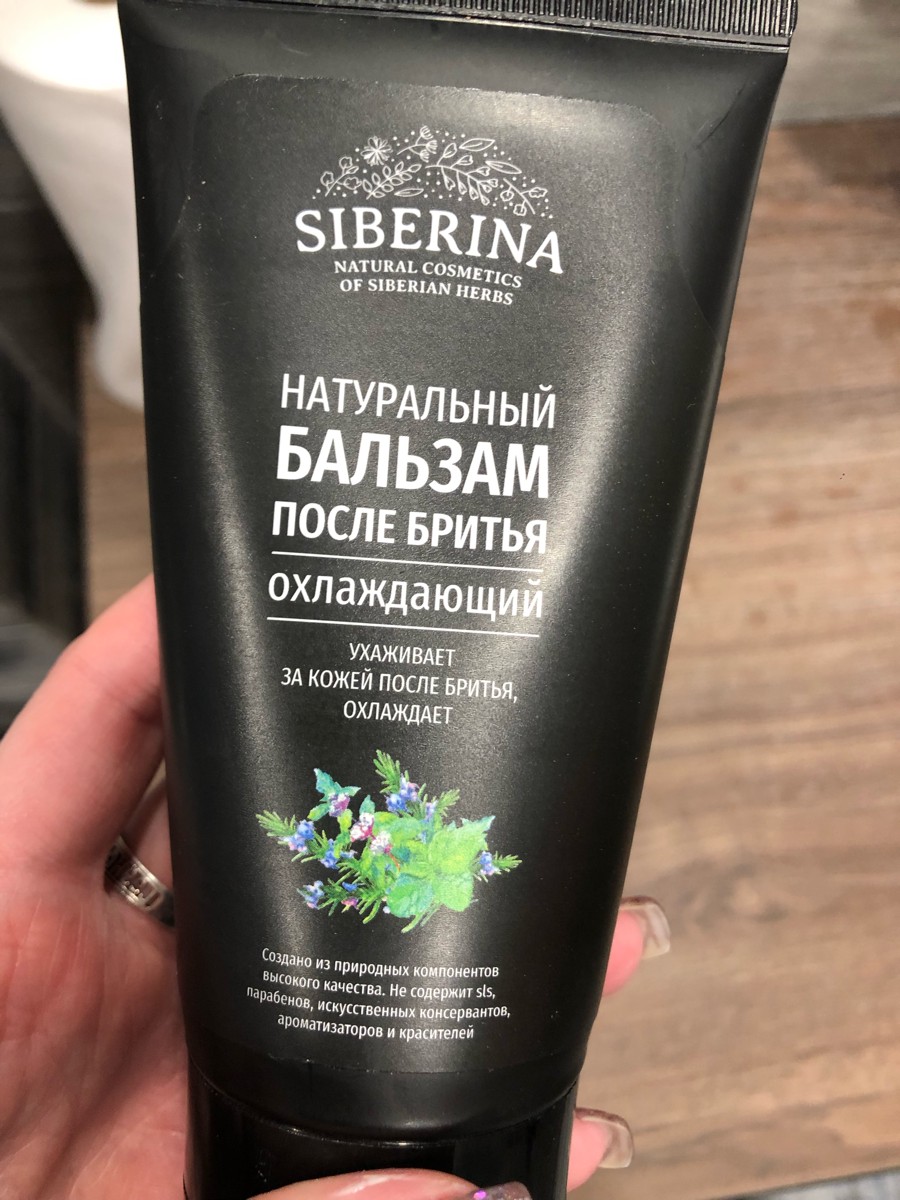 SIBERINA
NATURAL COSMETICS
OF SIBERIAN HERBS
НАТУРАЛЬНЫЙ
БАЛЬЗАМ
ПОСЛЕ БРИТЬЯ
охлаждающий
УХАЖИВАЕТ
ЗА КОЖЕЙ ПОСЛЕ БРИТЬЯ,
ОХЛАЖДАЕТ
Создано из природных компонентов
высокого качества. Не содержит sls,
парабенов, искусственных консервантов,
ароматизаторов и красителей